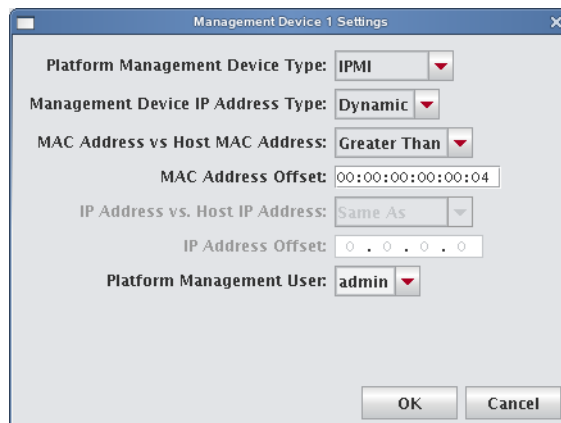 Management Device 1 Settings
Platform Management Device Type: IPMI
Management Device IP Address Type: Dynamic
MAC Address vs Host MAC Address: Greater Than
MAC Address Offset: 00:00:00:00:00:04
IP Address vs. Host IP Address: Same As
IP Address Offset: 0 . 0 . 0 . 0
Platform Management User: admin
OK Cancel